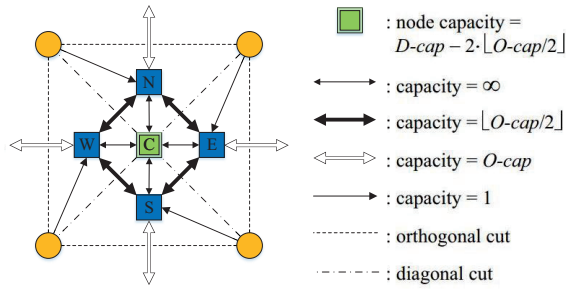 N
W
C
E
S
: node capacity =
D-cap – 2·⌊O-cap/2⌋
: capacity = ∞
: capacity=⌊O-cap/2⌋
: capacity = O-cap
: capacity = 1
: orthogonal cut
: diagonal cut